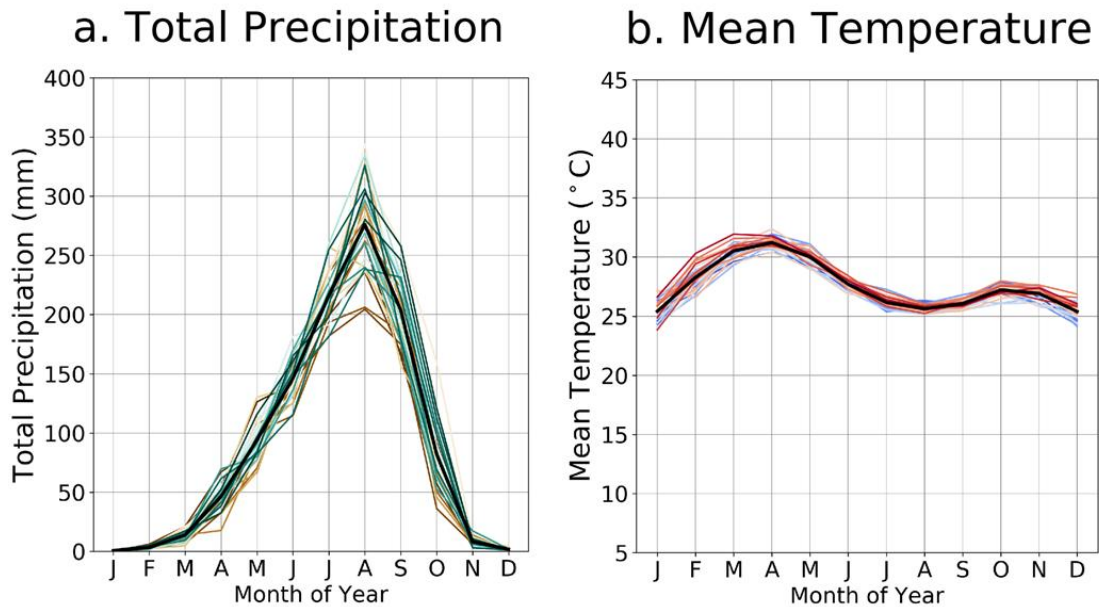 a. Total Precipitation
Total Precipitation (mm)
400
350
300
250
200
150
100
50
0
J F M A M J J A S O N D
Month of Year
b. Mean Temperature
Mean Temperature (°C)
45
40
35
30
25
20
15
10
5
J F M A M J J A S O N D
Month of Year